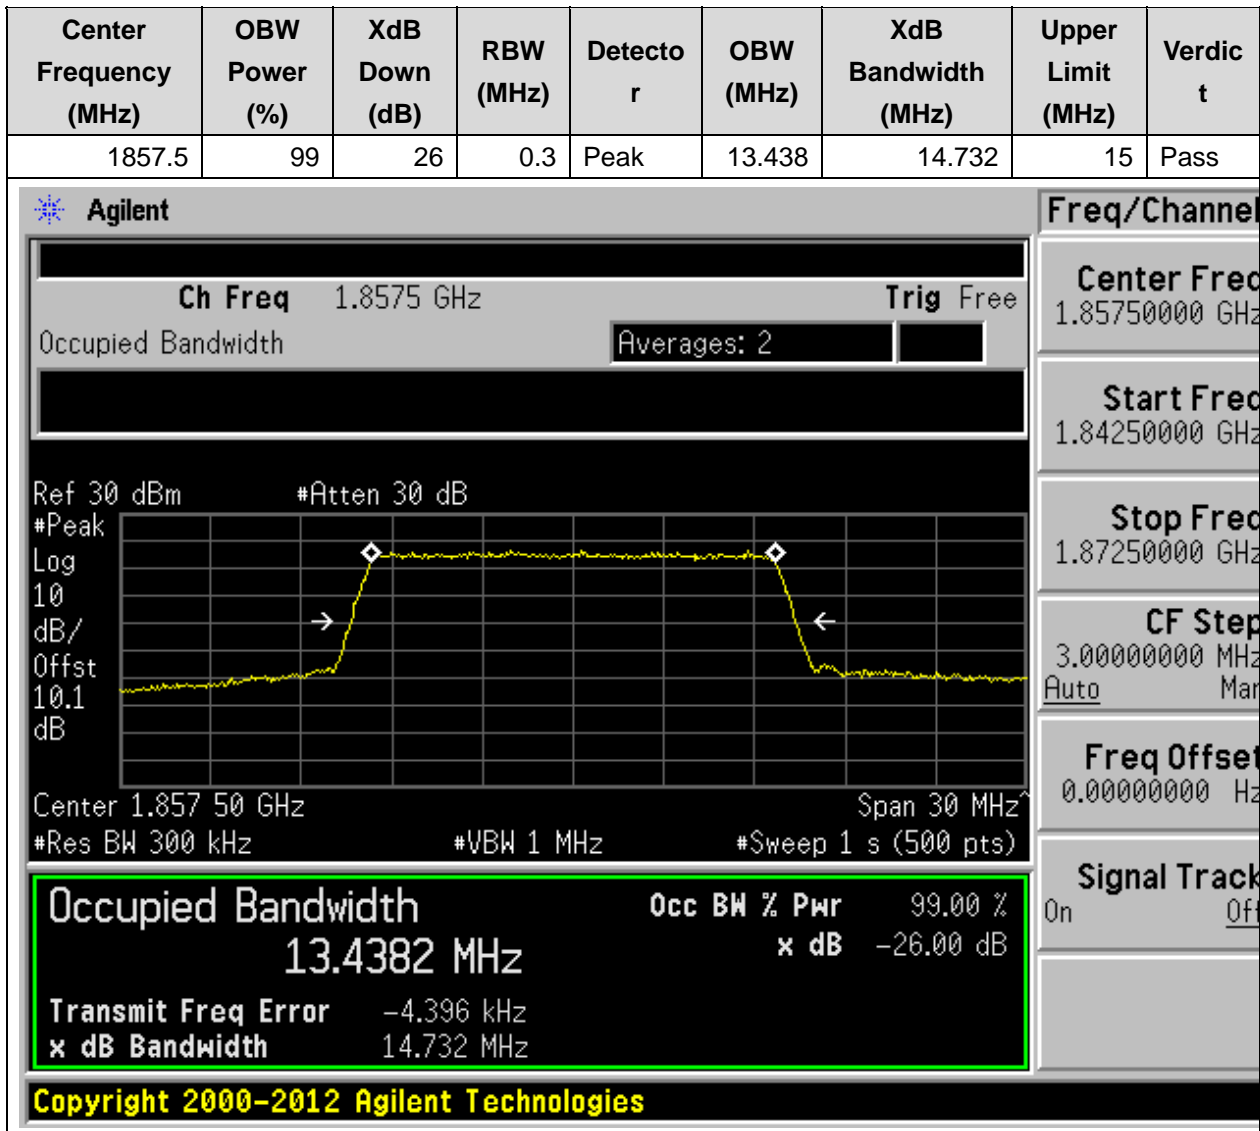 Center Frequency (MHz) OBW Power (%) XdB Down (dB) RBW (MHz) Detecto r OBW (MHz) XdB Bandwidth (MHz) Upper Limit (MHz) Verdic t
1857.5 99 26 0.3 Peak 13.438 14.732 15 Pass
Agilent
Freq/Channel
Ch Freq 1.8575 GHz Trig Free
Occupied Bandwidth Averages: 2
Center Freq
1.85750000 GHz
Start Freq
1.84250000 GHz
Stop Freq
1.87250000 GHz
CF Step
3.00000000 MHz
Auto Man
Freq Offset
0.00000000 Hz
Signal Track
On Off
Ref 30 dBm #Atten 30 dB
#Peak
Log
10
dB/
Offst
10.1
dB
Center 1.857 50 GHz Span 30 MHz^
#Res BW 300 kHz #VBW 1 MHz #Sweep 1 s (500 pts)
Occupied Bandwidth Occ BW % Pwr 99.00 %
13.4382 MHz x dB -26.00 dB
Transmit Freq Error -4.396 kHz
x dB Bandwidth 14.732 MHz
Copyright 2000-2012 Agilent Technologies